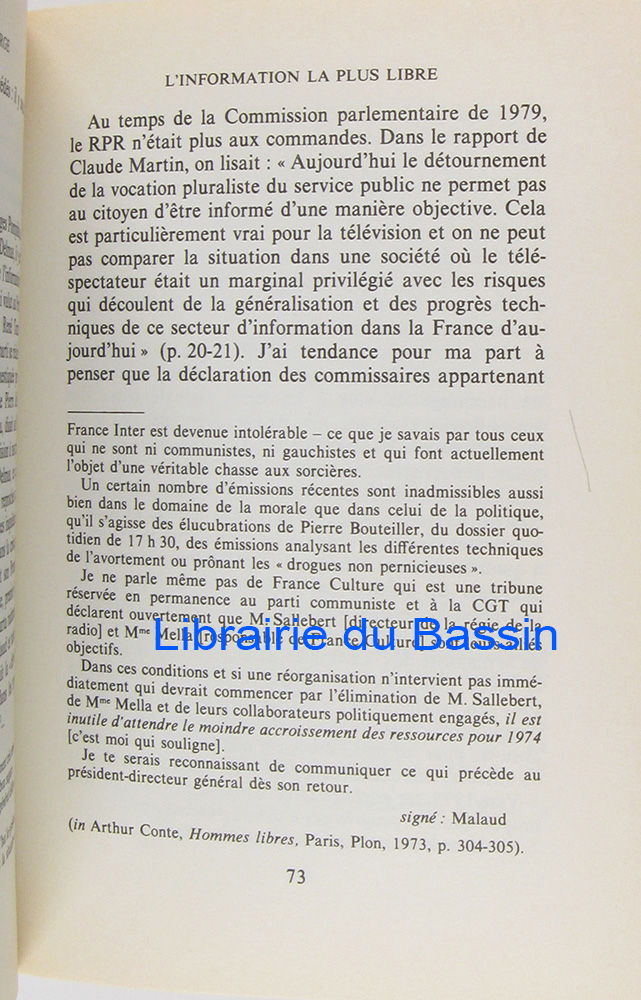 L'INFORMATION LA PLUS LIBRE
Au temps de la Commission parlementaire de 1979,
le RPR n'était plus aux commandes. Dans le rapport de
Claude Martin, on lisait : « Aujourd'hui le détournement
de la vocation pluraliste du service public ne permet pas
au citoyen d'être informé d'une manière objective. Cela
est particulièrement vrai pour la télévision et on ne peut
pas comparer la situation dans une société où le télé-
spectateur était un marginal privilégié avec les risques
qui découlent de la généralisation et des progrès tech-
niques de ce secteur d'information dans la France d'au-
jourd'hui » (p. 20-21). J'ai tendance pour ma part à
penser que la déclaration des commissaires appartenant
France Inter est devenue intolérable – ce que je savais par tous ceux
qui ne sont ni communistes, ni gauchistes et qui font actuellement
l'objet d'une véritable chasse aux sorcières.
Un certain nombre d'émissions récentes sont inadmissibles aussi
bien dans le domaine de la morale que dans celui de la politique,
qu'il s'agisse des élucubrations de Pierre Bouteiller, du dossier quo-
tidien de 17 h 30, des émissions analysant les différentes techniques
de l'avortement ou prônant les « drogues non pernicieuses ».
Je ne parle même pas de France Culture qui est une tribune
réservée en permanence au parti communiste et à la CGT qui
déclarent ouvertement que M. Sallebert [directeur de la régie de la
radio] et Mme Mella [responsable de France Culture] sont leurs alliés
objectifs.
Librairie du Bassin
Dans ces conditions et si une réorganisation n'intervient pas immé-
diatement qui devrait commencer par l'élimination de M. Sallebert,
de Mme Mella et de leurs collaborateurs politiquement engagés, il est
inutile d'attendre le moindre accroissement des ressources pour 1974
[c'est moi qui souligne].
Je te serais reconnaissant de communiquer ce qui précède au
président-directeur général dès son retour.
signé : Malaud
(in Arthur Conte, Hommes libres, Paris, Plon, 1973, p. 304-305).
73